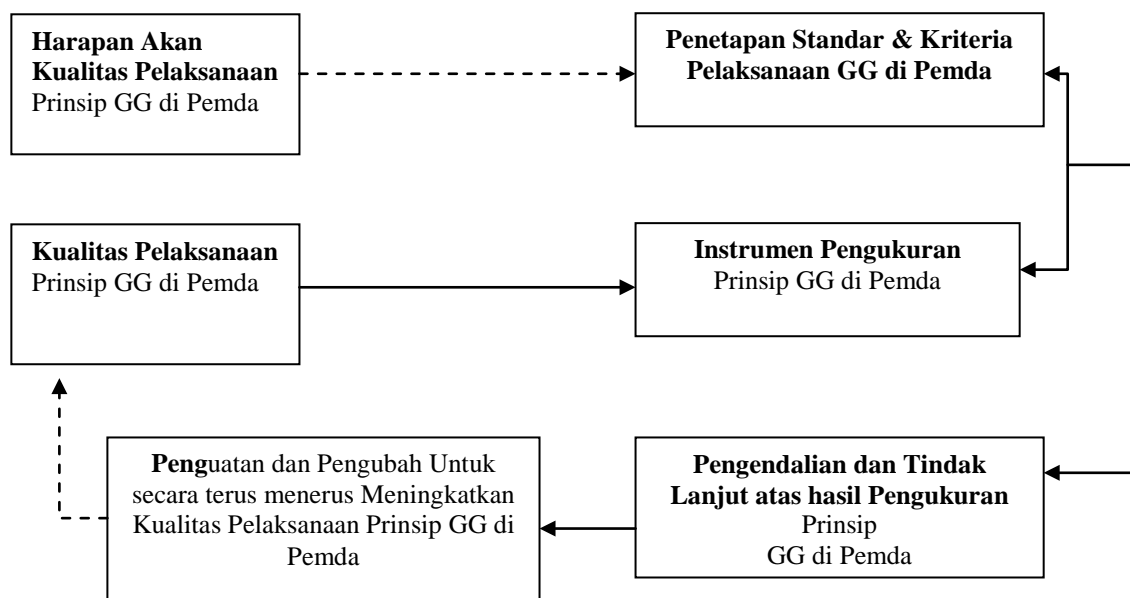 Harapan Akan
Kualitas Pelaksanaan
Prinsip GG di Pemda
Penetapan Standar & Kriteria
Pelaksanaan GG di Pemda
Kualitas Pelaksanaan
Prinsip GG di Pemda
Instrumen Pengukuran
Prinsip GG di Pemda
Penguatan dan Pengubah Untuk
secara terus menerus Meningkatkan
Kualitas Pelaksanaan Prinsip GG di
Pemda
Pengendalian dan Tindak
Lanjut atas hasil Pengukuran
Prinsip
GG di Pemda